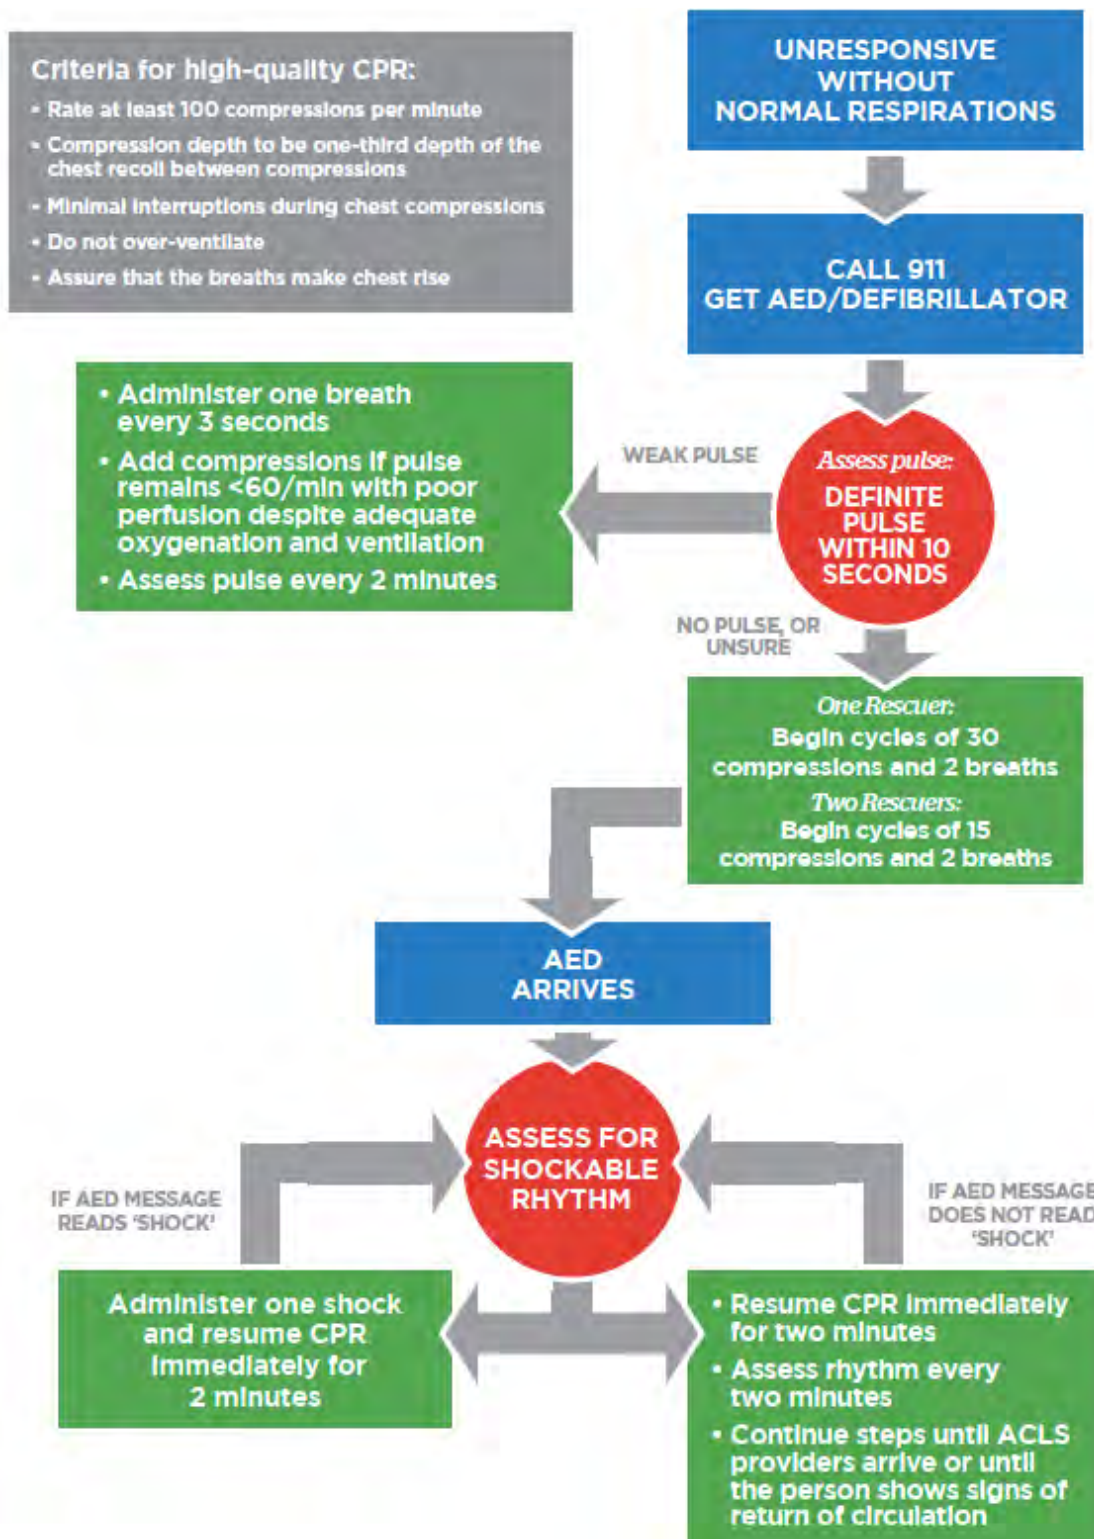 Criteria for high-quality CPR:
• Rate at least 100 compressions per minute
• Compression depth to be one-third depth of the
chest recoil between compressions
• Minimal interruptions during chest compressions
• Do not over-ventilate
• Assure that the breaths make chest rise
UNRESPONSIVE
WITHOUT
NORMAL RESPIRATIONS
CALL 911
GET AED/DEFIBRILLATOR
Assess pulse:
DEFINITE
PULSE
WITHIN 10
SECONDS
WEAK PULSE
• Administer one breath
every 3 seconds
• Add compressions if pulse
remains <60/min with poor
perfusion despite adequate
oxygenation and ventilation
• Assess pulse every 2 minutes
NO PULSE, OR
UNSURE
One Rescuer:
Begin cycles of 30
compressions and 2 breaths
Two Rescuers:
Begin cycles of 15
compressions and 2 breaths
AED
ARRIVES
ASSESS FOR
SHOCKABLE
RHYTHM
IF AED MESSAGE
READS ‘SHOCK’
Administer one shock
and resume CPR
immediately for
2 minutes
IF AED MESSAGE
DOES NOT READ
‘SHOCK’
• Resume CPR immediately
for two minutes
• Assess rhythm every
two minutes
• Continue steps until ACLS
providers arrive or until
the person shows signs of
return of circulation